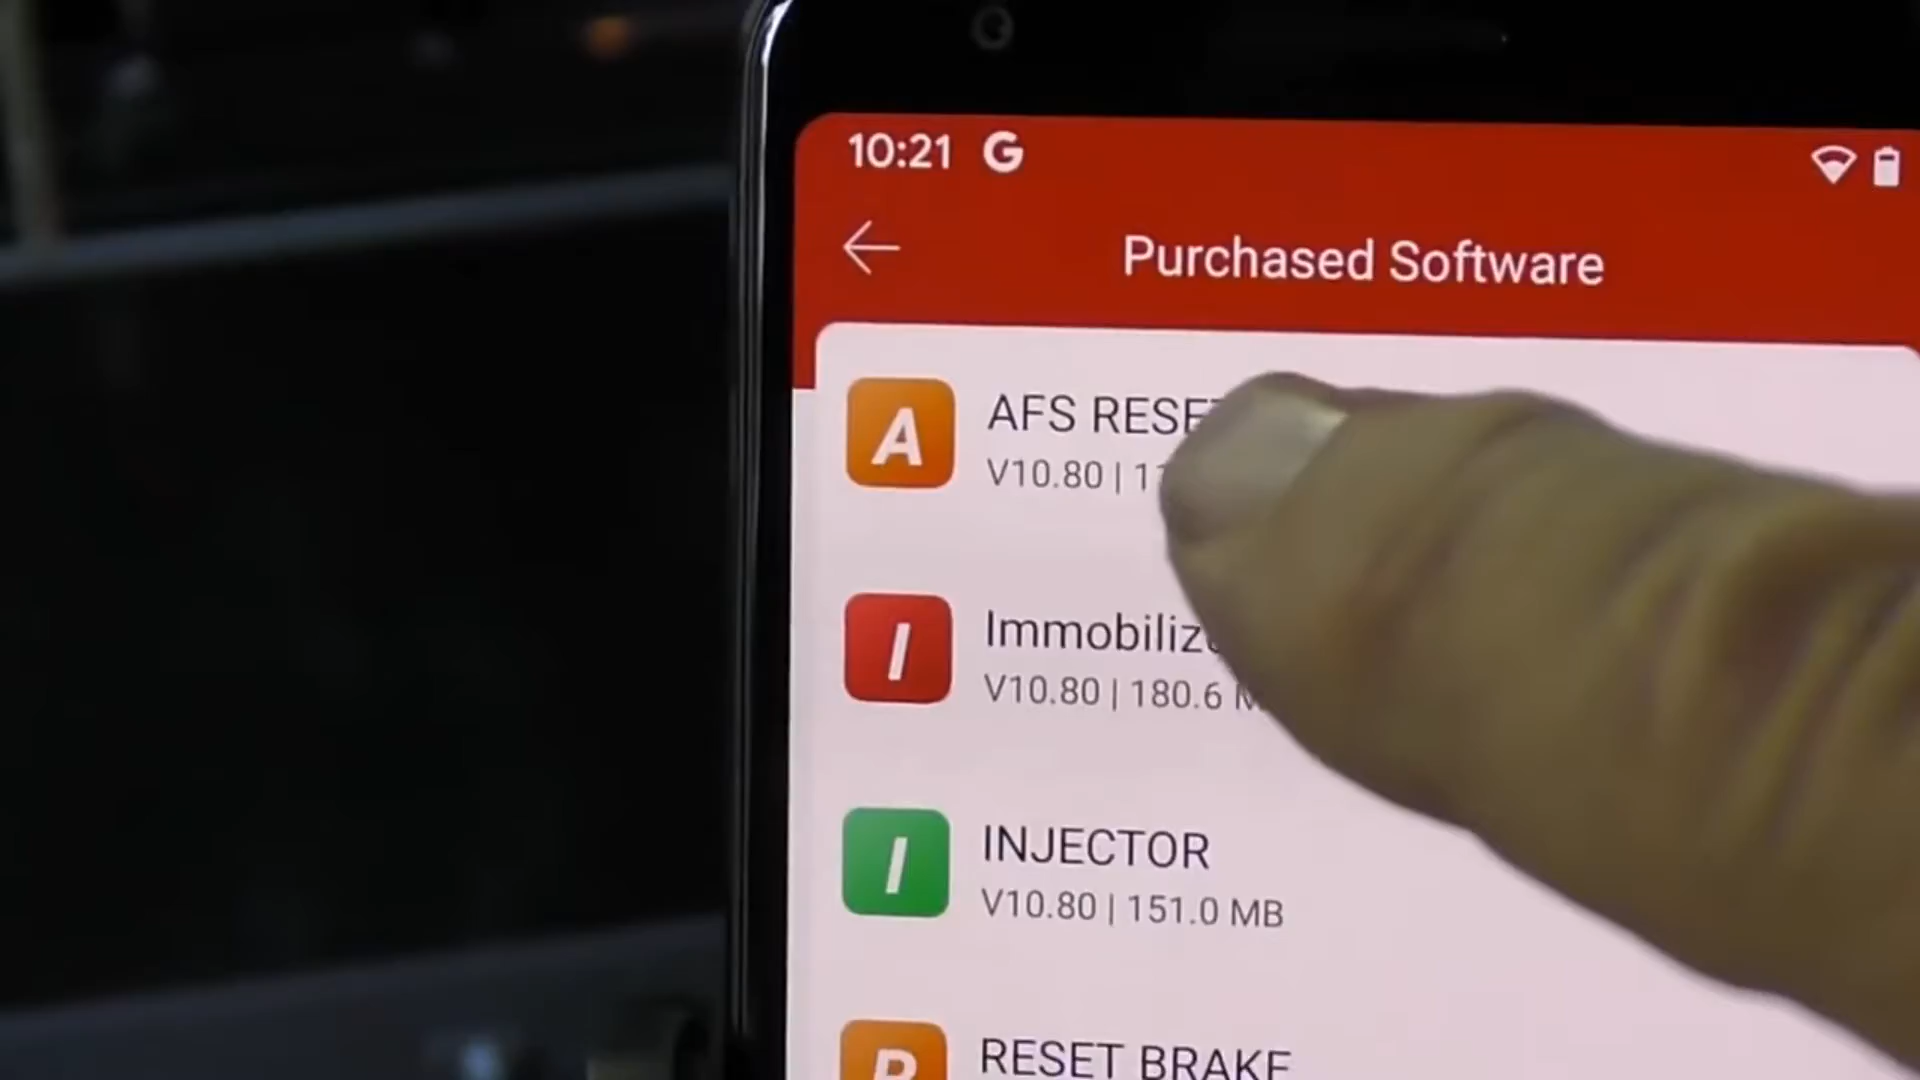 10:21 G
Purchased Software
A
AFS RESE
V10.80 | 1
I
Immobiliz
V10.80 | 180.6 M
I
INJECTOR
V10.80 | 151.0 MB
R
RESET BRAKE